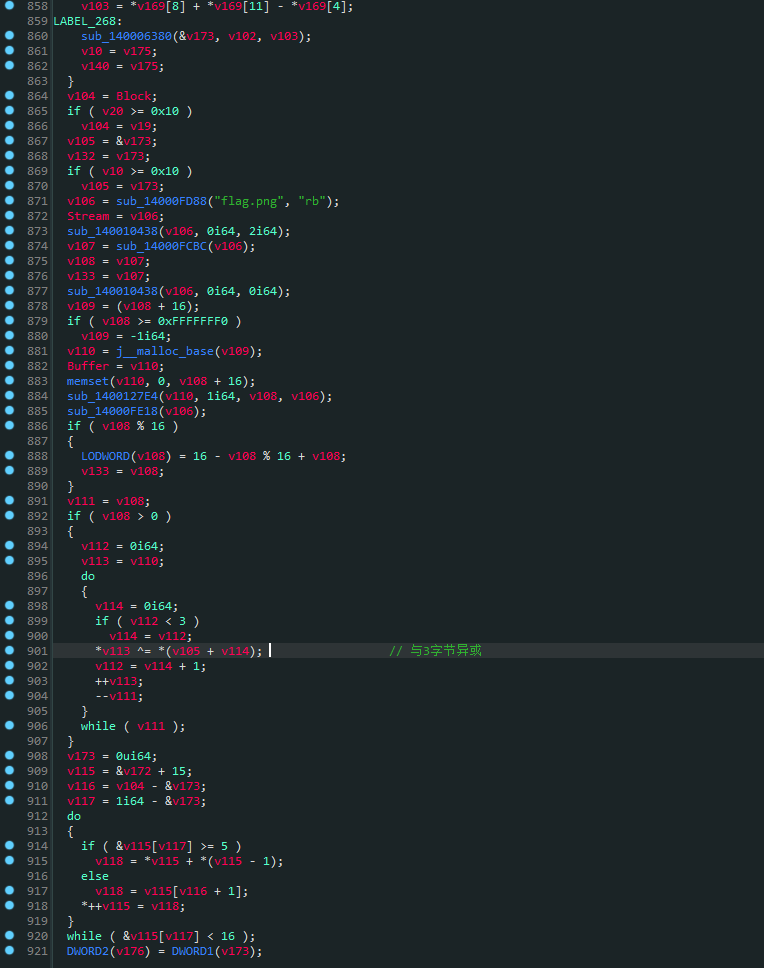 858 v103 = *v169[8] + *v169[11] - *v169[4];
859 LABEL_268:
860 sub_140006380(&v173, v102, v103);
861 v10 = v175;
862 v140 = v175;
863 }
864 v104 = Block;
865 if ( v20 >= 0x10 )
866 v104 = v19;
867 v105 = &v173;
868 v132 = v173;
869 if ( v10 >= 0x10 )
870 v105 = v173;
871 v106 = sub_14000FD88("flag.png", "rb");
872 Stream = v106;
873 sub_140010438(v106, 0i64, 2i64);
874 v107 = sub_14000FCBC(v106);
875 v108 = v107;
876 v133 = v107;
877 sub_140010438(v106, 0i64, 0i64);
878 v109 = (v108 + 16);
879 if ( v108 >= 0xFFFFFFF0 )
880 v109 = -1i64;
881 v110 = j__malloc_base(v109);
882 Buffer = v110;
883 memset(v110, 0, v108 + 16);
884 sub_1400127E4(v110, 1i64, v108, v106);
885 sub_14000FE18(v106);
886 if ( v108 % 16 )
887 {
888 LODWORD(v108) = 16 - v108 % 16 + v108;
889 v133 = v108;
890 }
891 v111 = v108;
892 if ( v108 > 0 )
893 {
894 v112 = 0i64;
895 v113 = v110;
896 do
897 {
898 v114 = 0i64;
899 if ( v112 < 3 )
900 v114 = v112;
901 *v113 ^= *(v105 + v114); // 与3字节异或
902 v112 = v114 + 1;
903 ++v113;
904 --v111;
905 }
906 while ( v111 );
907 }
908 v173 = 0ui64;
909 v115 = &v172 + 15;
910 v116 = v104 - &v173;
911 v117 = 1i64 - &v173;
912 do
913 {
914 if ( &v115[v117] >= 5 )
915 v118 = *v115 + *(v115 - 1);
916 else
917 v118 = v115[v116 + 1];
918 *++v115 = v118;
919 }
920 while ( &v115[v117] < 16 );
921 DWORD2(v176) = DWORD1(v173);